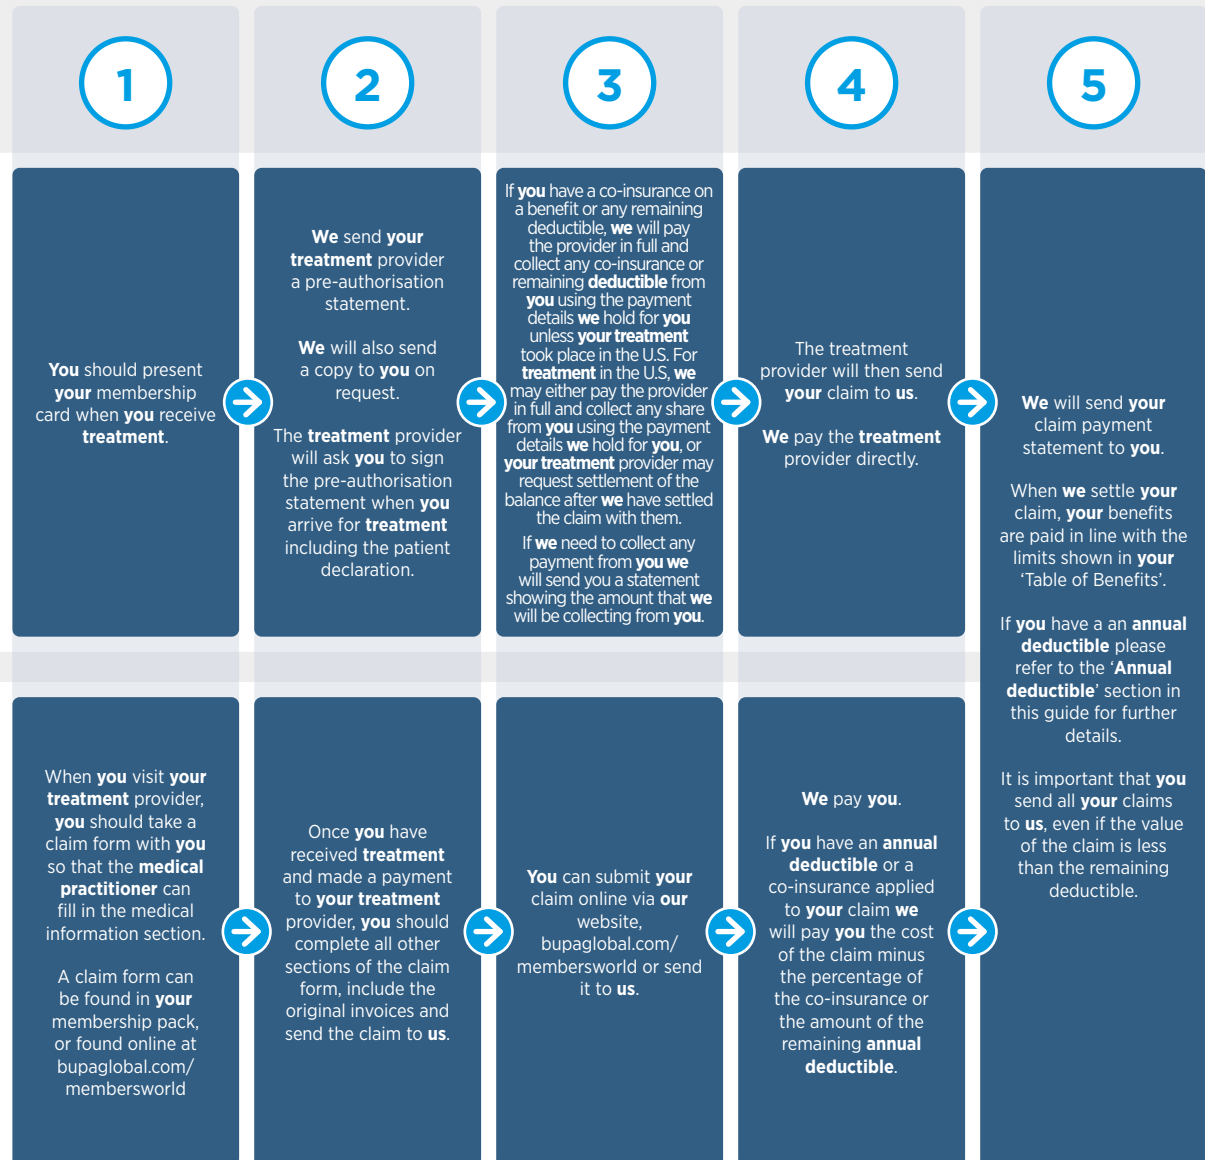 1
2
3
4
5
You should present
your membership
card when you receive
treatment.
We send your
treatment provider
a pre-authorisation
statement.
We will also send
a copy to you on
request.
The treatment provider
will ask you to sign
the pre-authorisation
statement when you
arrive for treatment
including the patient
declaration.
If you have a co-insurance on
a benefit or any remaining
deductible, we will pay
the provider in full and
collect any co-insurance or
remaining deductible from
you using the payment
details we hold for you
unless your treatment
took place in the U.S. For
treatment in the U.S, we
may either pay the provider
in full and collect any share
from you using the payment
details we hold for you, or
your treatment provider may
request settlement of the
balance after we have settled
the claim with them.
If we need to collect any
payment from you we
will send you a statement
showing the amount that we
will be collecting from you.
The treatment
provider will then send
your claim to us.
We pay the treatment
provider directly.
We will send your
claim payment
statement to you.
When we settle your
claim, your benefits
are paid in line with the
limits shown in your
‘Table of Benefits’.
If you have a an annual
deductible please
refer to the ‘Annual
deductible’ section in
this guide for further
details.
It is important that you
send all your claims
to us, even if the value
of the claim is less
than the remaining
deductible.
When you visit your
treatment provider,
you should take a
claim form with you
so that the medical
practitioner can
fill in the medical
information section.
A claim form can
be found in your
membership pack,
or found online at
bupaglobal.com/
membersworld
Once you have
received treatment
and made a payment
to your treatment
provider, you should
complete all other
sections of the claim
form, include the
original invoices and
send the claim to us.
You can submit your
claim online via our
website,
bupaglobal.com/
membersworld or send
it to us.
We pay you.
If you have an annual
deductible or a
co-insurance applied
to your claim we
will pay you the cost
of the claim minus
the percentage of
the co-insurance or
the amount of the
remaining annual
deductible.